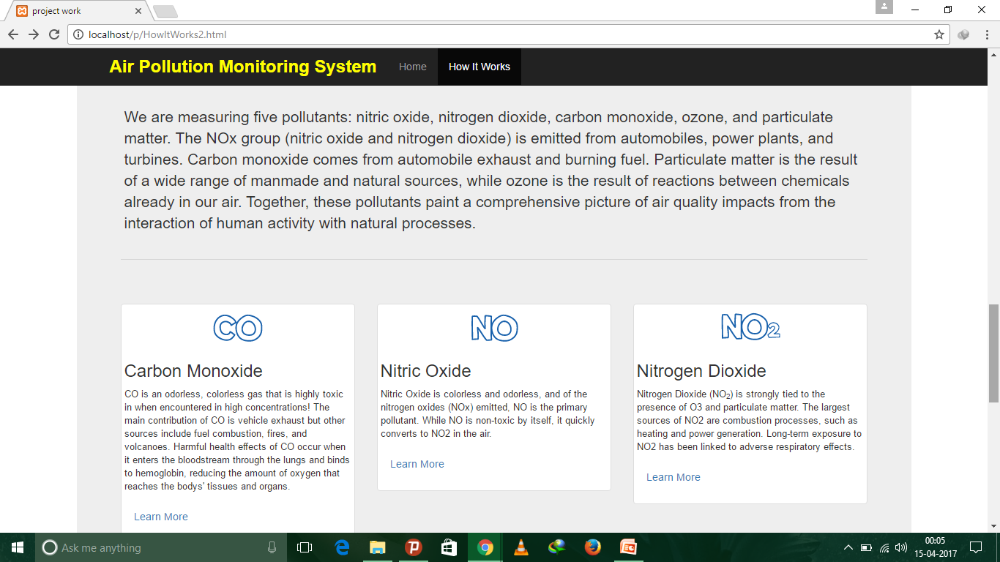 project work
localhost/p/HowItWorks2.html
Air Pollution Monitoring System
Home
How It Works
We are measuring five pollutants: nitric oxide, nitrogen dioxide, carbon monoxide, ozone, and particulate
matter. The NOx group (nitric oxide and nitrogen dioxide) is emitted from automobiles, power plants, and
turbines. Carbon monoxide comes from automobile exhaust and burning fuel. Particulate matter is the result
of a wide range of manmade and natural sources, while ozone is the result of reactions between chemicals
already in our air. Together, these pollutants paint a comprehensive picture of air quality impacts from the
interaction of human activity with natural processes.
CO
Carbon Monoxide
CO is an odorless, colorless gas that is highly toxic
in when encountered in high concentrations! The
main contribution of CO is vehicle exhaust but other
sources include fuel combustion, fires, and
volcanoes. Harmful health effects of CO occur when
it enters the bloodstream through the lungs and binds
to hemoglobin, reducing the amount of oxygen that
reaches the bodys' tissues and organs.
Learn More
NO
Nitric Oxide
Nitric Oxide is colorless and odorless, and of the
nitrogen oxides (NOx) emitted, NO is the primary
pollutant. While NO is non-toxic by itself, it quickly
converts to NO2 in the air.
Learn More
NO2
Nitrogen Dioxide
Nitrogen Dioxide (NO2) is strongly tied to the
presence of O3 and particulate matter. The largest
sources of NO2 are combustion processes, such as
heating and power generation. Long-term exposure to
NO2 has been linked to adverse respiratory effects.
Learn More
Ask me anything
00:05
15-04-2017